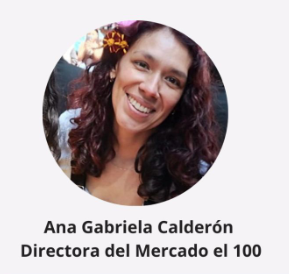 Ana Gabriela Calderón
Directora del Mercado el 100